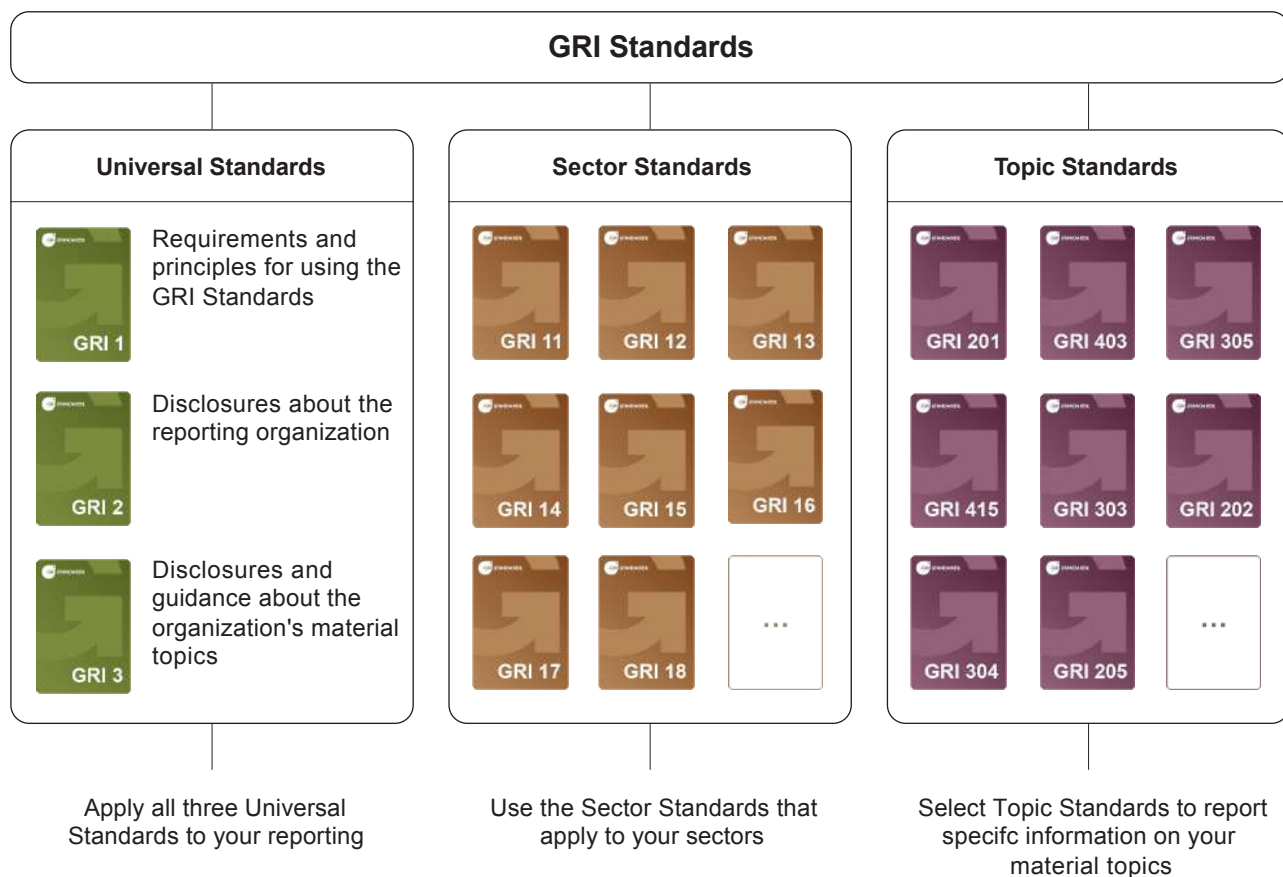 GRI Standards
Universal Standards
Requirements and
principles for using the
GRI Standards
GRI 1
Disclosures about the
reporting organization
GRI 2
Disclosures and
guidance about the
organization's material
topics
GRI 3
Apply all three Universal
Standards to your reporting
Sector Standards
GRI 11
GRI 12
GRI 13
GRI 14
GRI 15
GRI 16
GRI 17
GRI 18
...
Use the Sector Standards that
apply to your sectors
Topic Standards
GRI 201
GRI 403
GRI 305
GRI 415
GRI 303
GRI 202
GRI 304
GRI 205
...
Select Topic Standards to report
specifc information on your
material topics